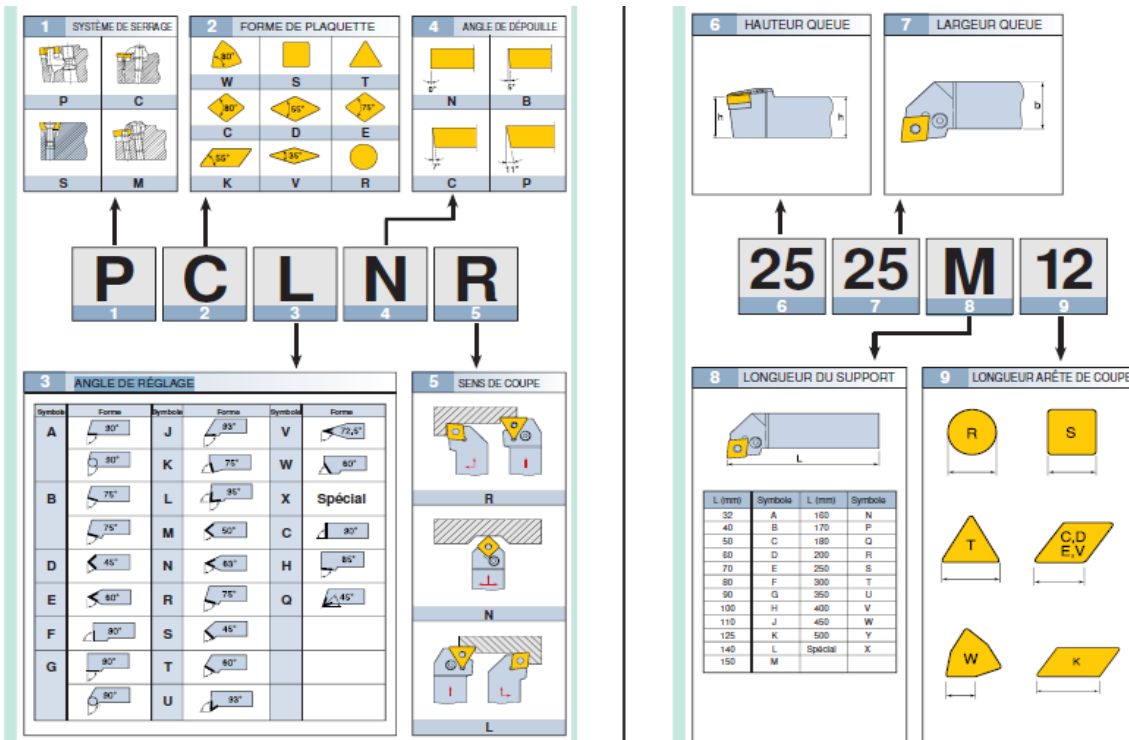 1 SYSTÈME DE SERRAGE
P C
S M
2 FORME DE PLAQUETTE
80°
W S T
80° 55° 75°
C D E
55° 35°
K V R
4 ANGLE DE DÉPOUILLE
0° 5°
N B
7° 11°
C P
P C L N R
1 2 3 4 5
3 ANGLE DE RÉGLAGE
Symbole Forme Symbole Forme Symbole Forme
A 90° J 93° V 72,5°
90° K 75° W 60°
B 75° L 95° X Spécial
75° M 50° C 90°
D 45° N 63° H
E 60° R 75° Q 45°
F 90° S 45°
G 90° T 60°
90° U 93°
5 SENS DE COUPE
R
N
L
6 HAUTEUR QUEUE
h h
7 LARGEUR QUEUE
b
25 25 M 12
6 7 8 9
8 LONGUEUR DU SUPPORT
L
L (mm) Symbole L (mm) Symbole
32 A 160 N
40 B 170 P
50 C 180 Q
60 D 200 R
70 E 250 S
80 F 300 T
90 G 350 U
100 H 400 V
110 J 450 W
125 K 500 Y
140 L Spécial X
150 M
9 LONGUEUR ARÊTE DE COUPE
R S
T C,D
E,V
W K